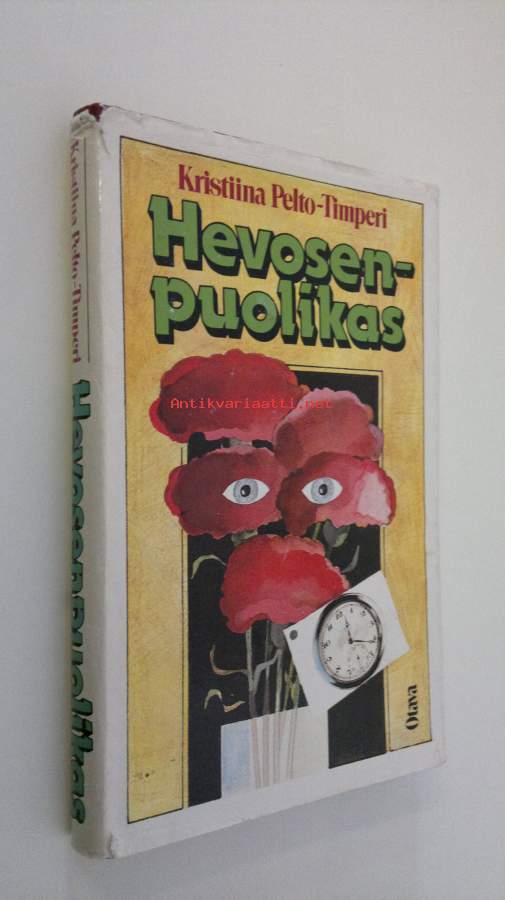 Kristiina Pelto-Timperi
Hevosen-
puolikas
Antikvariaatti.net
Otava
Kristiina Pelto-Timperi
Hevosenpuolikas